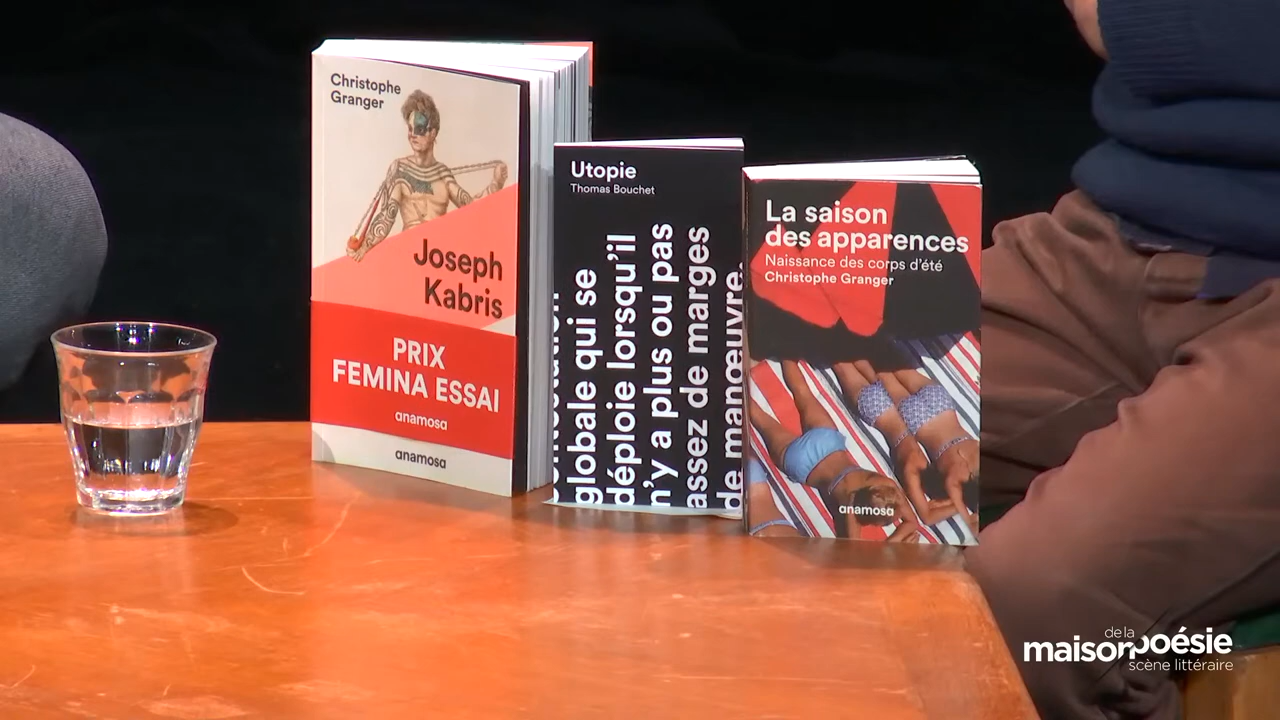 Christophe
Granger
Joseph
Kabris
PRIX
FEMINA ESSAI
anamosa
anamosa
Utopie
Thomas Bouchet
globale qui se
déploie lorsqu'il
n'y a plus ou pas
assez de marges
de manœuvre.
La saison
des apparences
Naissance des corps d'été
Christophe Granger
anamosa
maison de la poésie
scène littéraire